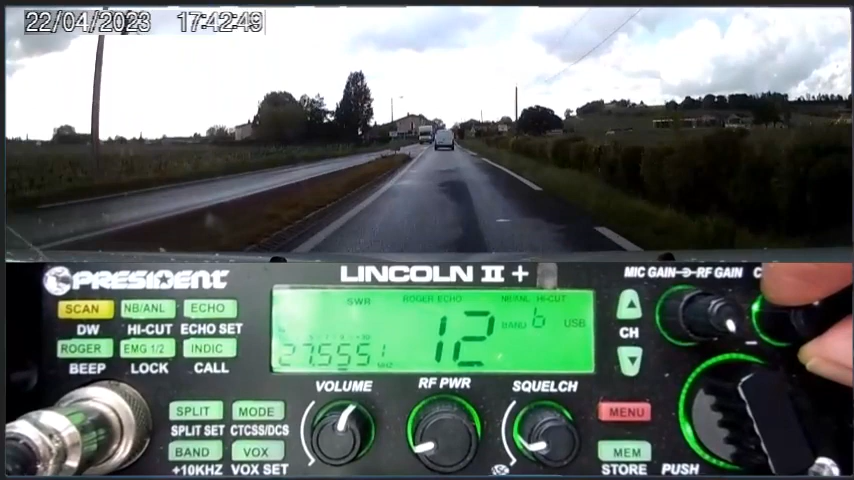 22/04/2023 17:42:49
PRESIDENT
LINCOLN II +
MIC GAIN RF GAIN
SCAN NB/ANL ECHO
DW HI-CUT ECHO SET
ROGER EMG 1/2 INDIC
BEEP LOCK CALL
SWR ROGER ECHO NB/ANL HI-CUT
12 BAND b USB
27.5551 MHz
CH
VOLUME RF PWR SQUELCH
SPLIT MODE
SPLIT SET CTCSS/DCS
BAND VOX
+10KHZ VOX SET
MENU
MEM
STORE PUSH